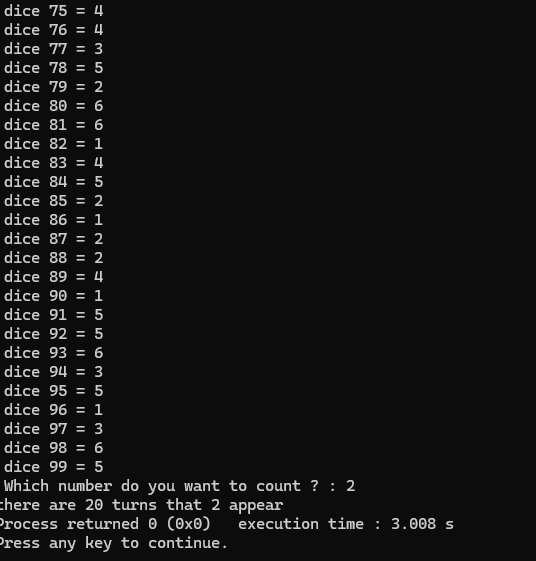 dice 75 = 4
dice 76 = 4
dice 77 = 3
dice 78 = 5
dice 79 = 2
dice 80 = 6
dice 81 = 6
dice 82 = 1
dice 83 = 4
dice 84 = 5
dice 85 = 2
dice 86 = 1
dice 87 = 2
dice 88 = 2
dice 89 = 4
dice 90 = 1
dice 91 = 5
dice 92 = 5
dice 93 = 6
dice 94 = 3
dice 95 = 5
dice 96 = 1
dice 97 = 3
dice 98 = 6
dice 99 = 5
Which number do you want to count ? : 2
there are 20 turns that 2 appear
Process returned 0 (0x0)   execution time : 3.008 s
Press any key to continue.